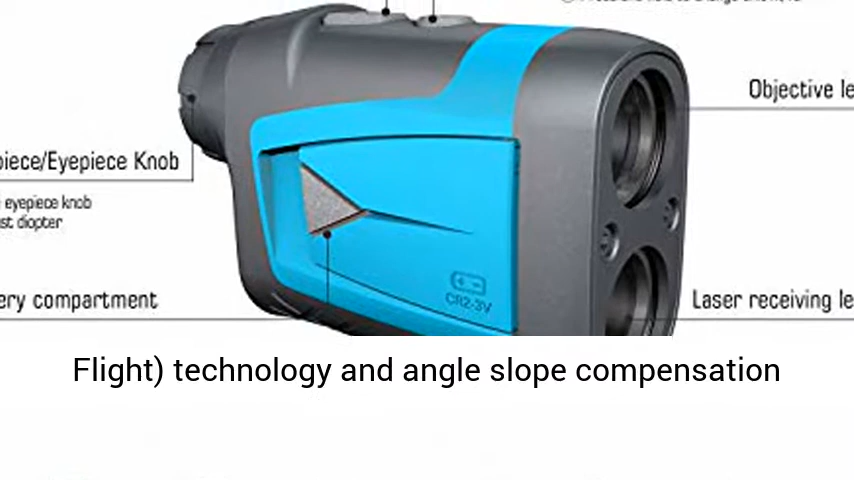 Objective le
piece/Eyepiece Knob
eyepiece knob
st diopter
CR2-3V
ery compartment
Laser receiving le
Flight) technology and angle slope compensation